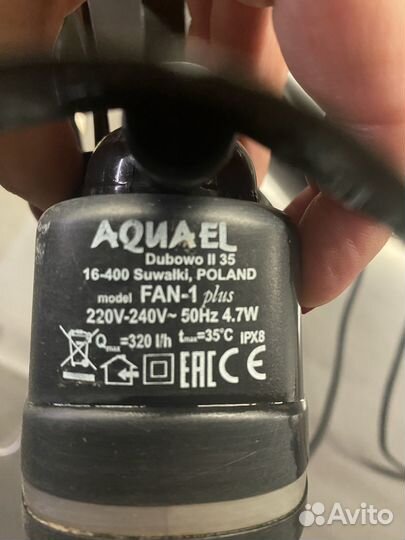 AQUAEL
Dubowo II 35
16-400 Suwałki, POLAND
model FAN-1 plus
220V-240V~ 50Hz 4.7W
Qmax=320 l/h tmax=35°C IPX8
EAC CE
Avito